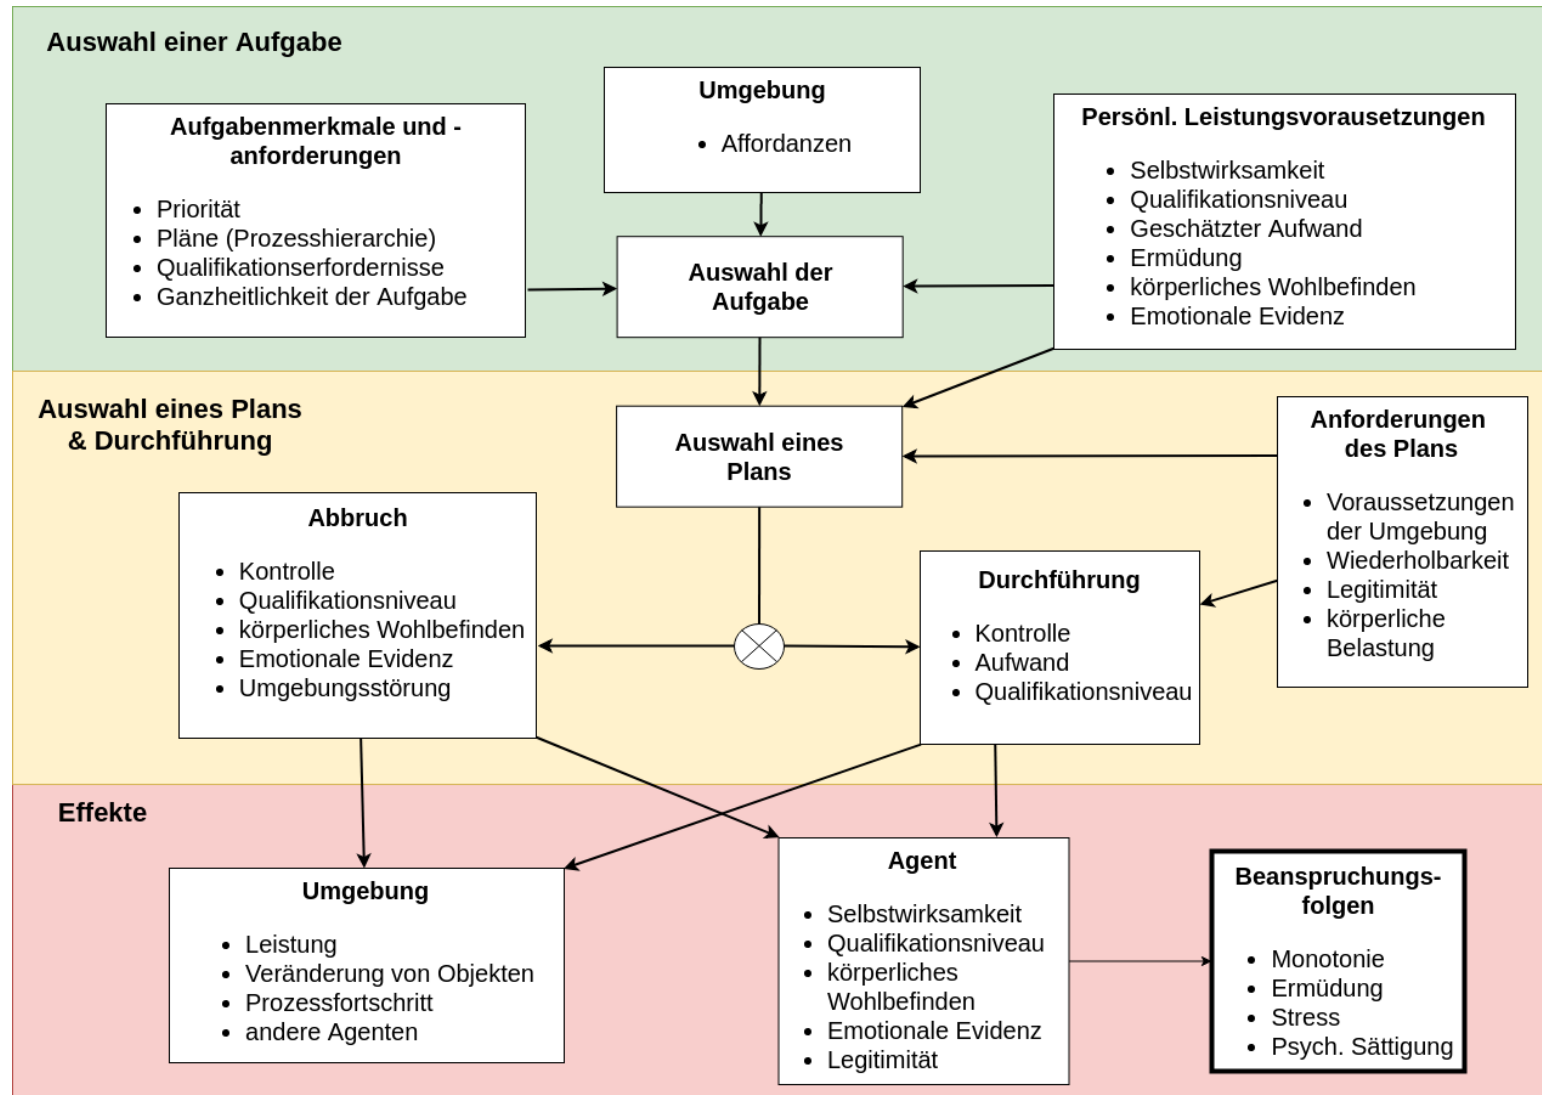 Auswahl einer Aufgabe
Aufgabenmerkmale und -
anforderungen
Priorität
Pläne (Prozesshierarchie)
Qualifikationserfordernisse
Ganzheitlichkeit der Aufgabe
Umgebung
Affordanzen
Persönl. Leistungsvorausetzungen
Selbstwirksamkeit
Qualifikationsniveau
Geschätzter Aufwand
Ermüdung
körperliches Wohlbefinden
Emotionale Evidenz
Auswahl der
Aufgabe
Auswahl eines Plans
& Durchführung
Auswahl eines
Plans
Anforderungen
des Plans
Voraussetzungen
der Umgebung
Wiederholbarkeit
Legitimität
körperliche
Belastung
Abbruch
Kontrolle
Qualifikationsniveau
körperliches Wohlbefinden
Emotionale Evidenz
Umgebungsstörung
Durchführung
Kontrolle
Aufwand
Qualifikationsniveau
Effekte
Umgebung
Leistung
Veränderung von Objekten
Prozessfortschritt
andere Agenten
Agent
Selbstwirksamkeit
Qualifikationsniveau
körperliches
Wohlbefinden
Emotionale Evidenz
Legitimität
Beanspruchungs-
folgen
Monotonie
Ermüdung
Stress
Psych. Sättigung